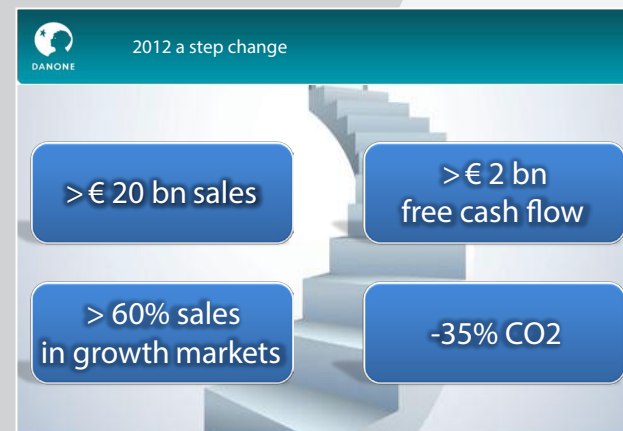 DANONE
2012 a step change
> € 20 bn sales
> € 2 bn
free cash flow
> 60% sales
in growth markets
-35% CO2